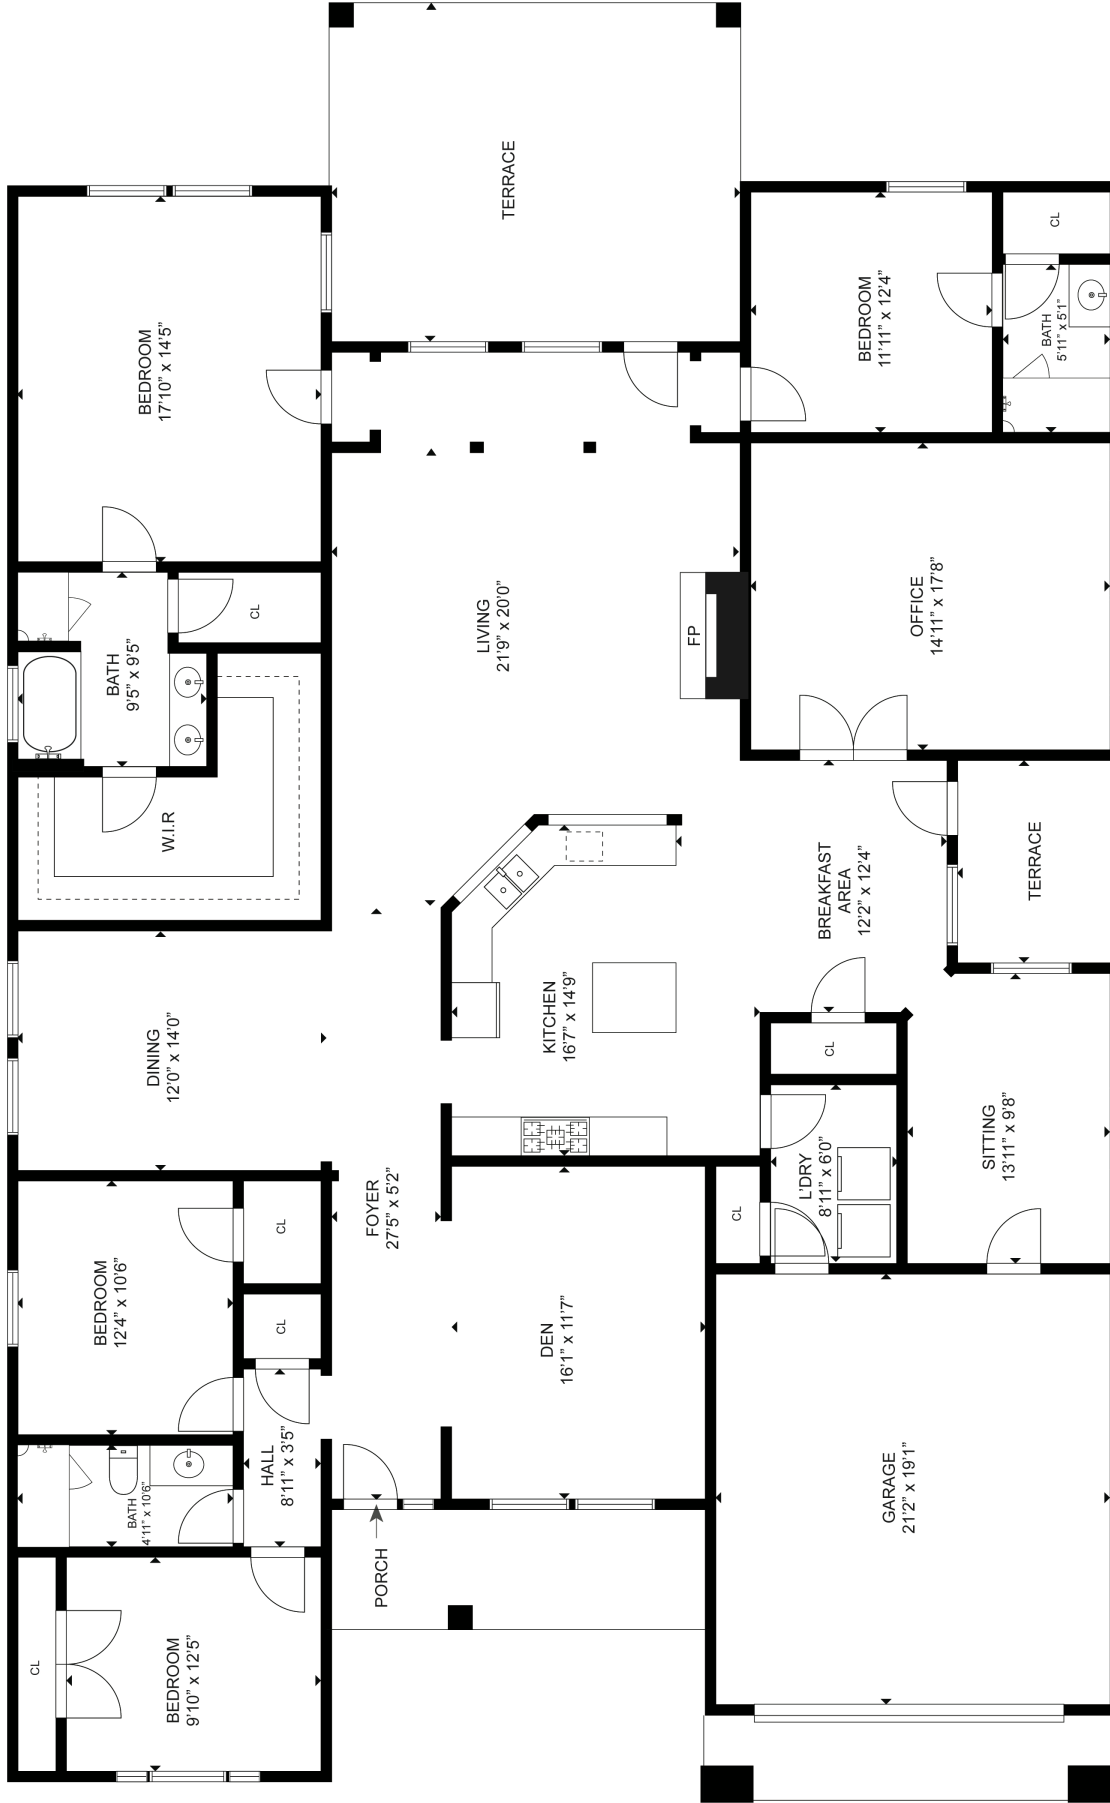 TERRACE
BEDROOM
17'10" x 14'5"
BEDROOM
11'11" x 12'4"
CL
BATH
5'11" x 5'1"
LIVING
21'9" x 20'0"
FP
OFFICE
14'11" x 17'8"
CL
BATH
9'5" x 9'5"
W.I.R
BREAKFAST
AREA
12'2" x 12'4"
TERRACE
DINING
12'0" x 14'0"
KITCHEN
16'7" x 14'9"
CL
SITTING
13'11" x 9'8"
L'DRY
8'11" x 6'0"
CL
FOYER
27'5" x 5'2"
CL
BEDROOM
12'4" x 10'6"
CL
DEN
16'1" x 11'7"
HALL
8'11" x 3'5"
BATH
4'11" x 10'6"
GARAGE
21'2" x 19'1"
PORCH
CL
BEDROOM
9'10" x 12'5"